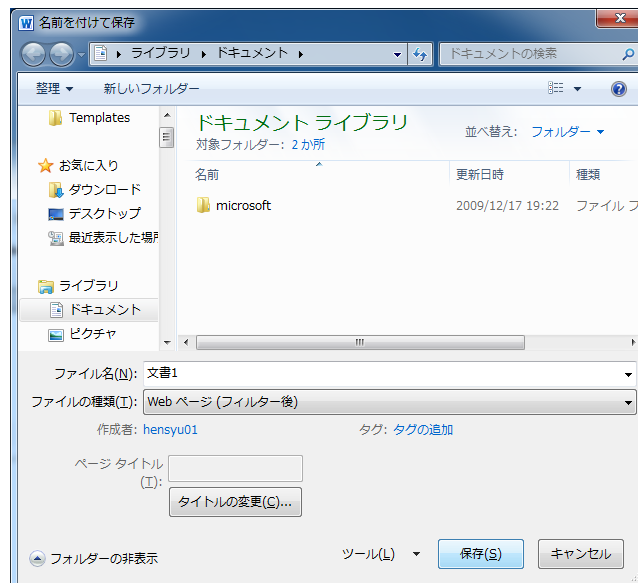 名前を付けて保存
ライブラリ ドキュメント
ドキュメントの検索
整理 新しいフォルダー
Templates
お気に入り
ダウンロード
デスクトップ
最近表示した場所
ライブラリ
ドキュメント
ピクチャ
ドキュメント ライブラリ
対象フォルダー: 2 か所
並べ替え: フォルダー
名前 更新日時 種類
microsoft 2009/12/17 19:22 ファイル フ
ファイル名(N): 文書1
ファイルの種類(T): Web ページ (フィルター後)
作成者: hensyu01 タグ: タグの追加
ページ タイトル
(T):
タイトルの変更(C)...
フォルダーの非表示
ツール(L) 保存(S) キャンセル